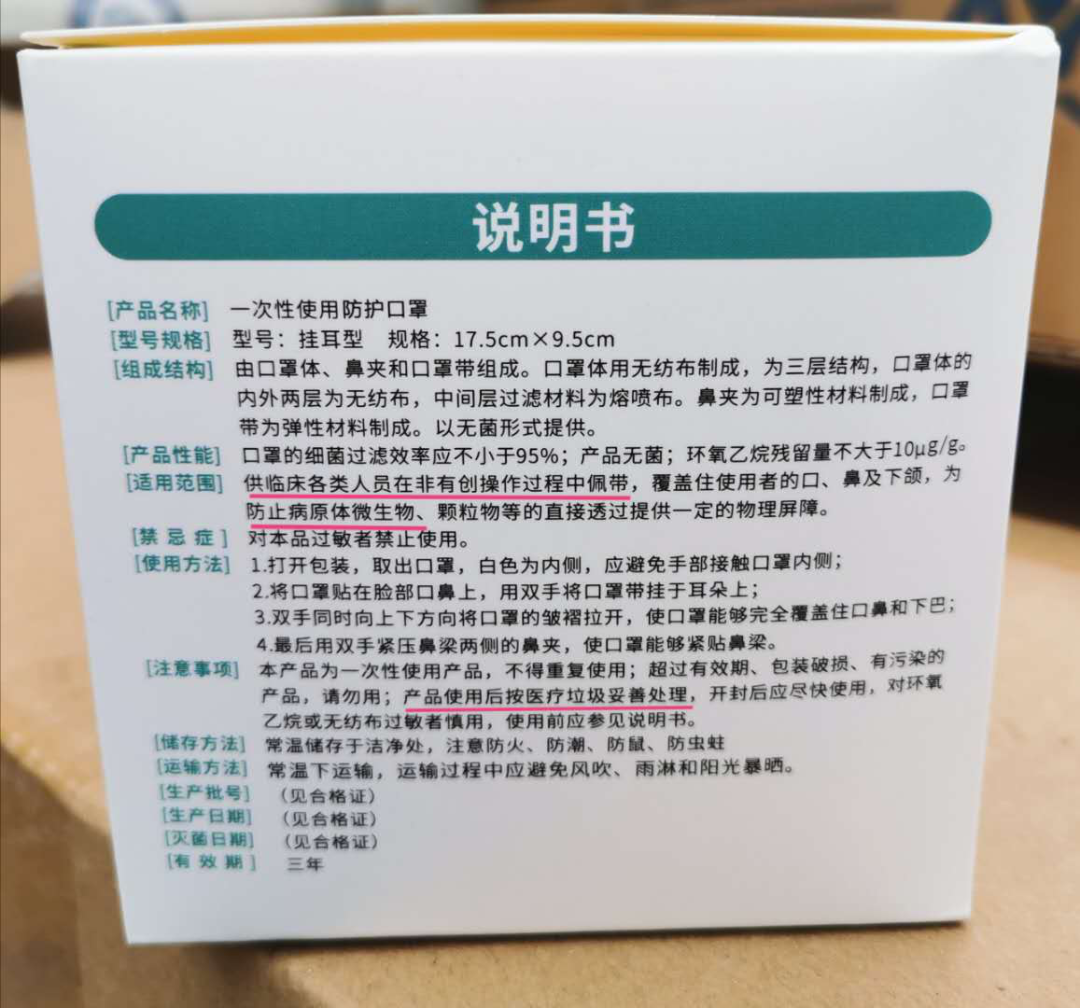 说明书
[产品名称] 一次性使用防护口罩
[型号规格] 型号：挂耳型 规格：17.5cm×9.5cm
[组成结构] 由口罩体、鼻夹和口罩带组成。口罩体用无纺布制成，为三层结构，口罩体的
内外两层为无纺布，中间层过滤材料为熔喷布。鼻夹为可塑性材料制成，口罩
带为弹性材料制成。以无菌形式提供。
[产品性能] 口罩的细菌过滤效率应不小于95%；产品无菌；环氧乙烷残留量不大于10μg/g。
[适用范围] 供临床各类人员在非有创操作过程中佩带，覆盖住使用者的口、鼻及下颌，为
防止病原体微生物、颗粒物等的直接透过提供一定的物理屏障。
[禁忌症] 对本品过敏者禁止使用。
[使用方法] 1.打开包装，取出口罩，白色为内侧，应避免手部接触口罩内侧；
2.将口罩贴在脸部口鼻上，用双手将口罩带挂于耳朵上；
3.双手同时向上下方向将口罩的皱褶拉开，使口罩能够完全覆盖住口鼻和下巴；
4.最后用双手紧压鼻梁两侧的鼻夹，使口罩能够紧贴鼻梁。
[注意事项] 本产品为一次性使用产品，不得重复使用；超过有效期、包装破损、有污染的
产品，请勿用；产品使用后按医疗垃圾妥善处理，开封后应尽快使用，对环氧
乙烷或无纺布过敏者慎用，使用前应参见说明书。
[储存方法] 常温储存于洁净处，注意防火、防潮、防鼠、防虫蛀
[运输方法] 常温下运输，运输过程中应避免风吹、雨淋和阳光暴晒。
[生产批号] （见合格证）
[生产日期] （见合格证）
[灭菌日期] （见合格证）
[有效期] 三年